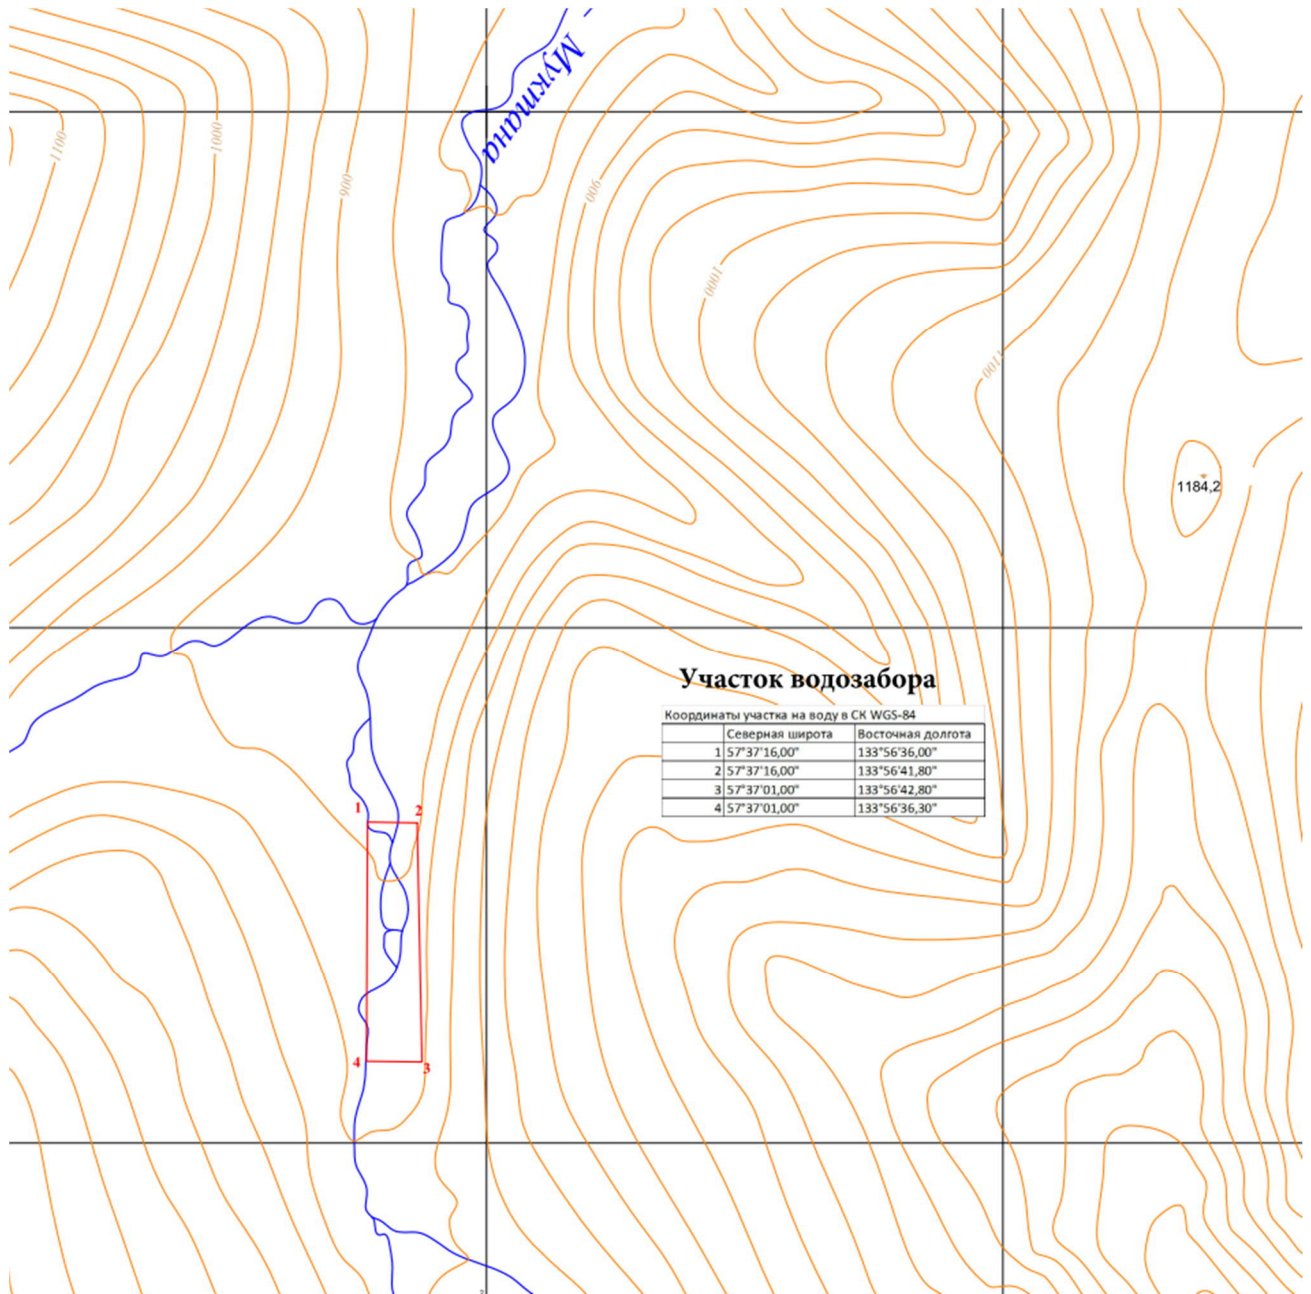 Муктана
1100
1000
900
900
1000
1100
1184,2
Участок водозабора
Координаты участка на воду в СК WGS-84
Северная широта Восточная долгота
1 57°37'16,00" 133°56'36,00"
2 57°37'16,00" 133°56'41,80"
3 57°37'01,00" 133°56'42,80"
4 57°37'01,00" 133°56'36,30"
1 2
4 3